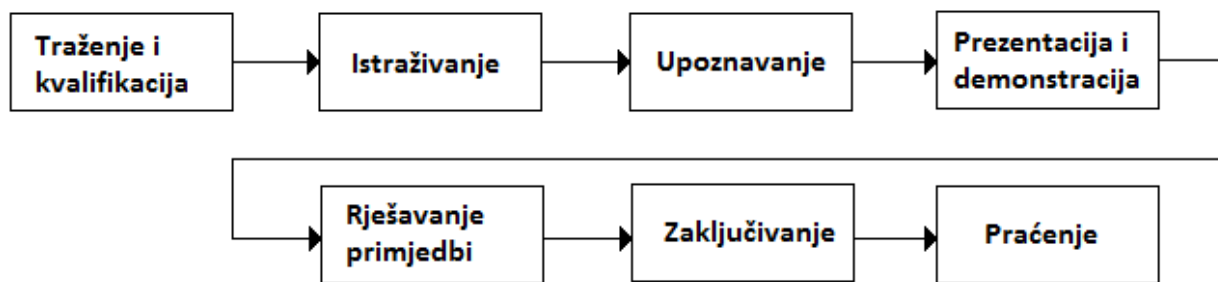 Traženje i
kvalifikacija
Istraživanje
Upoznavanje
Prezentacija i
demonstracija
Rješavanje
primjedbi
Zaključivanje
Praćenje